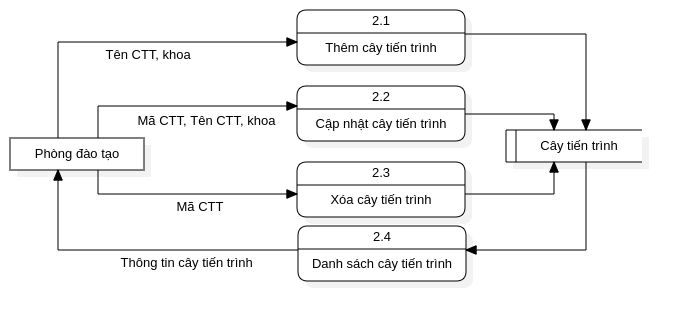 2.1
Tên CTT, khoa
Thêm cây tiến trình
2.2
Mã CTT, Tên CTT, khoa
Cập nhật cây tiến trình
Phòng đào tạo
Cây tiến trình
2.3
Xóa cây tiến trình
Mã CTT
2.4
Thông tin cây tiến trình
Danh sách cây tiến trình